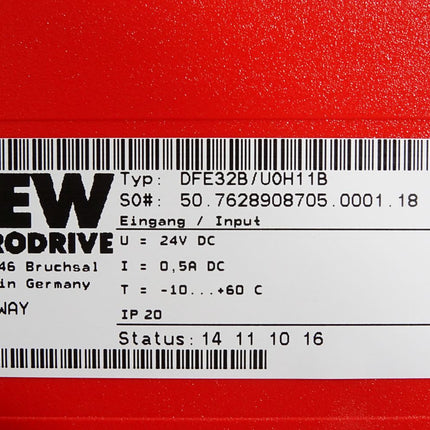 EW
Typ: DFE32B/UOH11B
SO#: 50.7628908705.0001.18
Eingang / Input
RODRIVE
U = 24V DC
46 Bruchsal
I = 0,5A DC
in Germany
T = -10...+60 C
WAY
IP 20
Status: 14 11 10 16